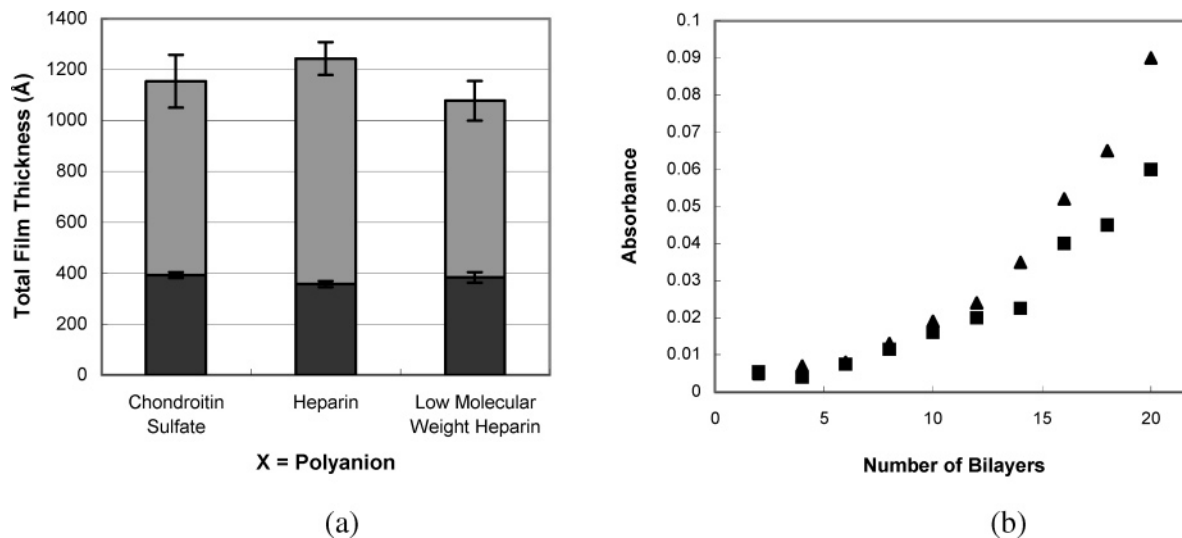 1400
1200
1000
800
600
400
200
0
Total Film Thickness (Å)
Chondroitin
Sulfate
Heparin
Low Molecular
Weight Heparin
X = Polyanion
(a)
0.1
0.09
0.08
0.07
0.06
0.05
0.04
0.03
0.02
0.01
0
Absorbance
0 5 10 15 20
Number of Bilayers
(b)